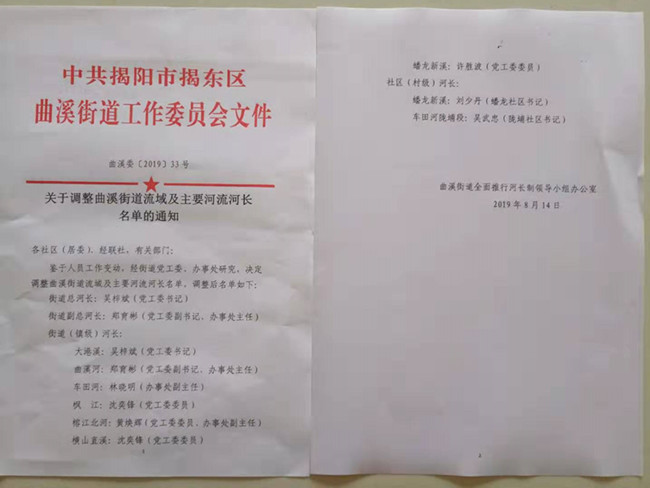 中共揭阳市揭东区
曲溪街道工作委员会文件
曲溪委〔2019〕33号
关于调整曲溪街道流域及主要河流河长
名单的通知
各社区（居委）、经联社，有关部门：
鉴于人员工作变动，经街道党工委、办事处研究，决定
调整曲溪街道流域及主要河流河长名单，调整后名单如下：
街道总河长：吴梓斌（党工委书记）
街道副总河长：郑育彬（党工委副书记、办事处主任）
街道（镇级）河长：
大港溪：吴梓斌（党工委书记）
曲溪河：郑育彬（党工委副书记、办事处主任）
车田河：林晓明（办事处副主任）
枫 江：沈奕锋（党工委委员）
榕江北河：黄焕辉（党工委委员、办事处副主任）
横山直溪：沈奕锋（党工委委员）
1
蟠龙新溪：许胜波（党工委委员）
社区（村级）河长：
蟠龙新溪：刘少丹（蟠龙社区书记）
车田河陇埔段：吴武忠（陇埔社区书记）
曲溪街道全面推行河长制领导小组办公室
2019年8月14日
2